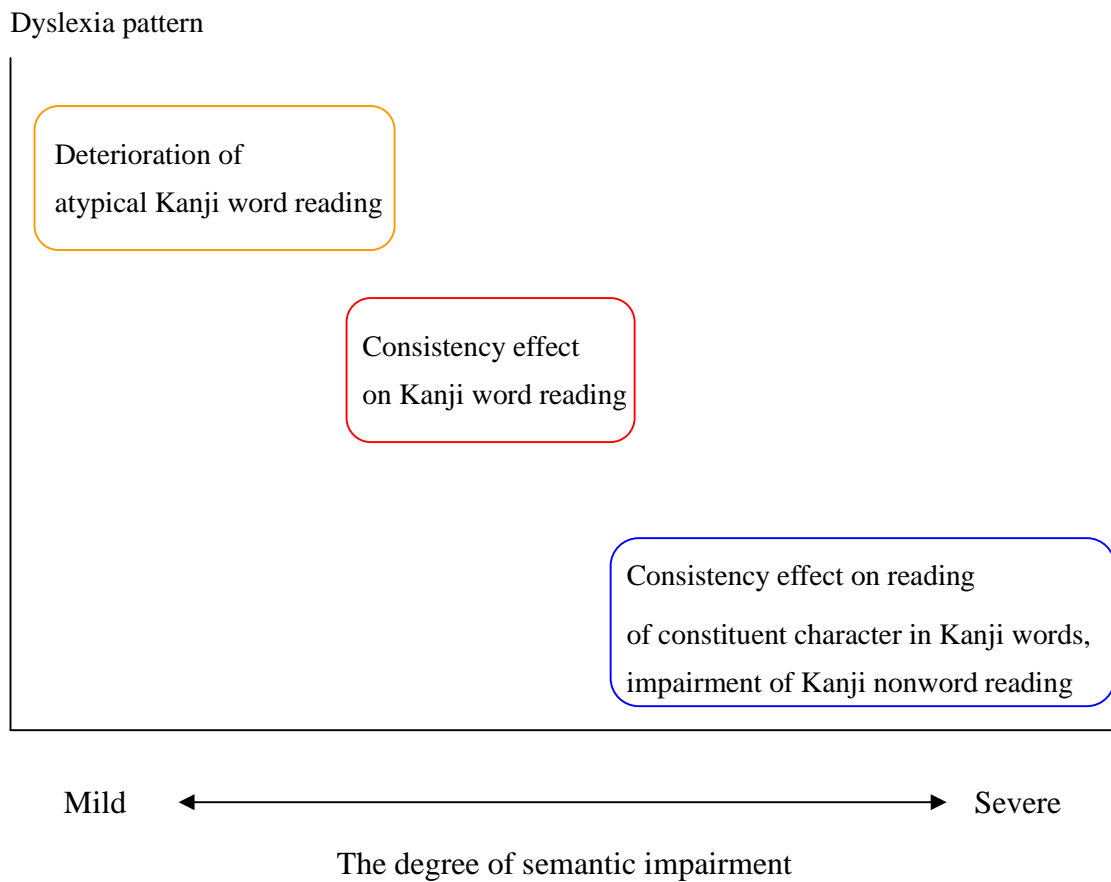 Dyslexia pattern
Deterioration of
atypical Kanji word reading
Consistency effect
on Kanji word reading
Consistency effect on reading
of constituent character in Kanji words,
impairment of Kanji nonword reading
Mild
Severe
The degree of semantic impairment